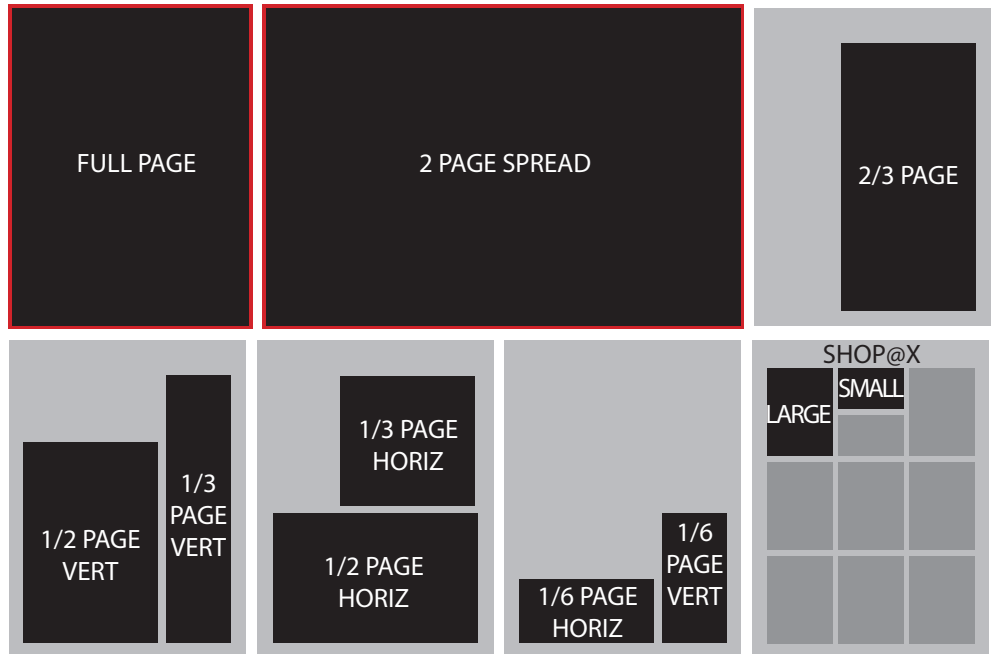 FULL PAGE
2 PAGE SPREAD
2/3 PAGE
1/2 PAGE
VERT
1/3
PAGE
VERT
1/3 PAGE
HORIZ
1/2 PAGE
HORIZ
1/6 PAGE
HORIZ
1/6
PAGE
VERT
SHOP@X
LARGE
SMALL